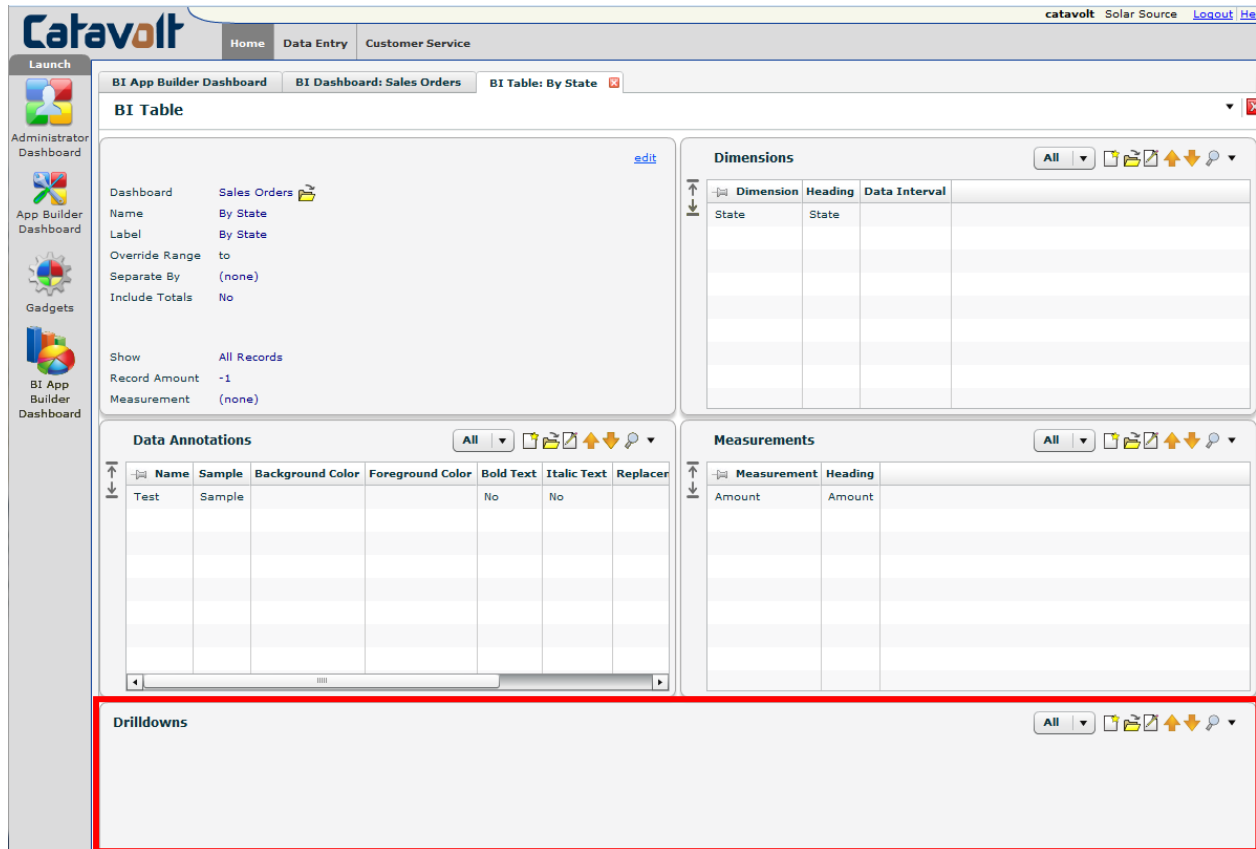 catavolt Solar Source Logout He
Catavolt
Home Data Entry Customer Service
Launch
Administrator
Dashboard
App Builder
Dashboard
Gadgets
BI App
Builder
Dashboard
BI App Builder Dashboard BI Dashboard: Sales Orders BI Table: By State
BI Table
edit
Dashboard Sales Orders
Name By State
Label By State
Override Range to
Separate By (none)
Include Totals No
Show All Records
Record Amount -1
Measurement (none)
Dimensions All
Dimension Heading Data Interval
State State
Data Annotations All
Name Sample Background Color Foreground Color Bold Text Italic Text Replacer
Test Sample No No
Measurements All
Measurement Heading
Amount Amount
Drilldowns All